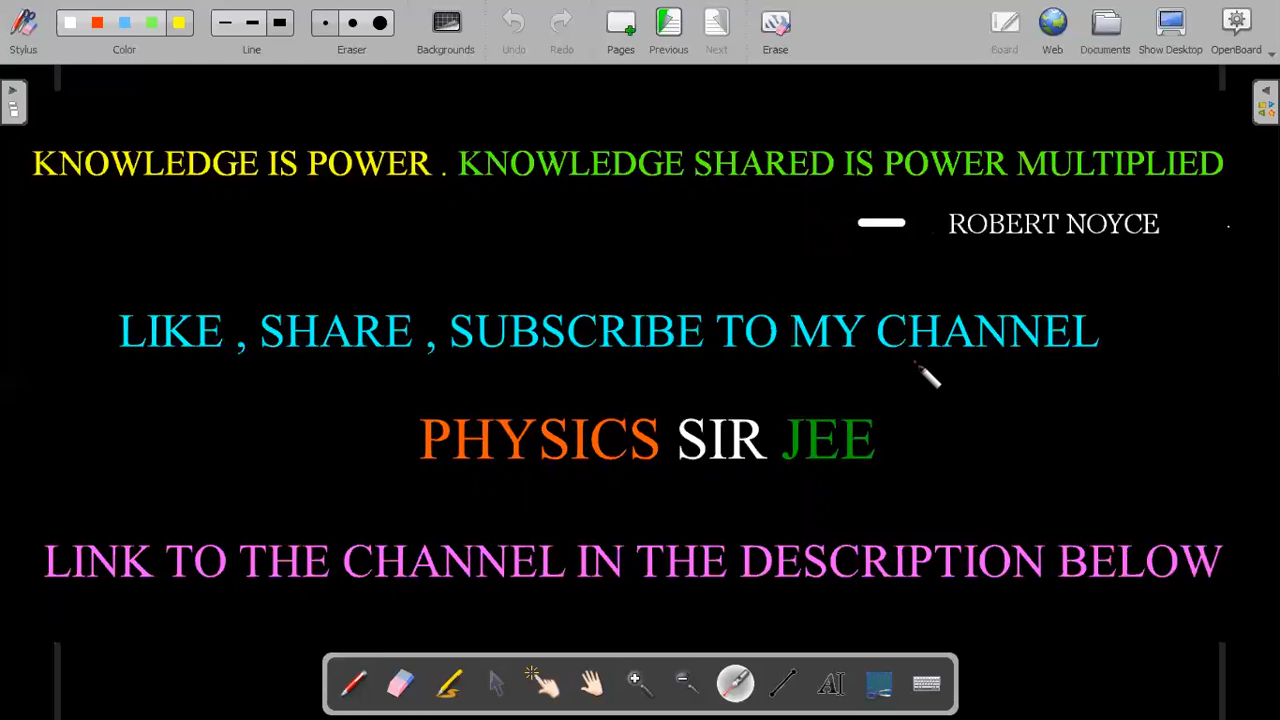 Stylus Color Line Eraser Backgrounds Undo Redo Pages Previous Next Erase Board Web Documents Show Desktop OpenBoard
KNOWLEDGE IS POWER . KNOWLEDGE SHARED IS POWER MULTIPLIED
— ROBERT NOYCE
LIKE , SHARE , SUBSCRIBE TO MY CHANNEL
PHYSICS SIR JEE
LINK TO THE CHANNEL IN THE DESCRIPTION BELOW
AI